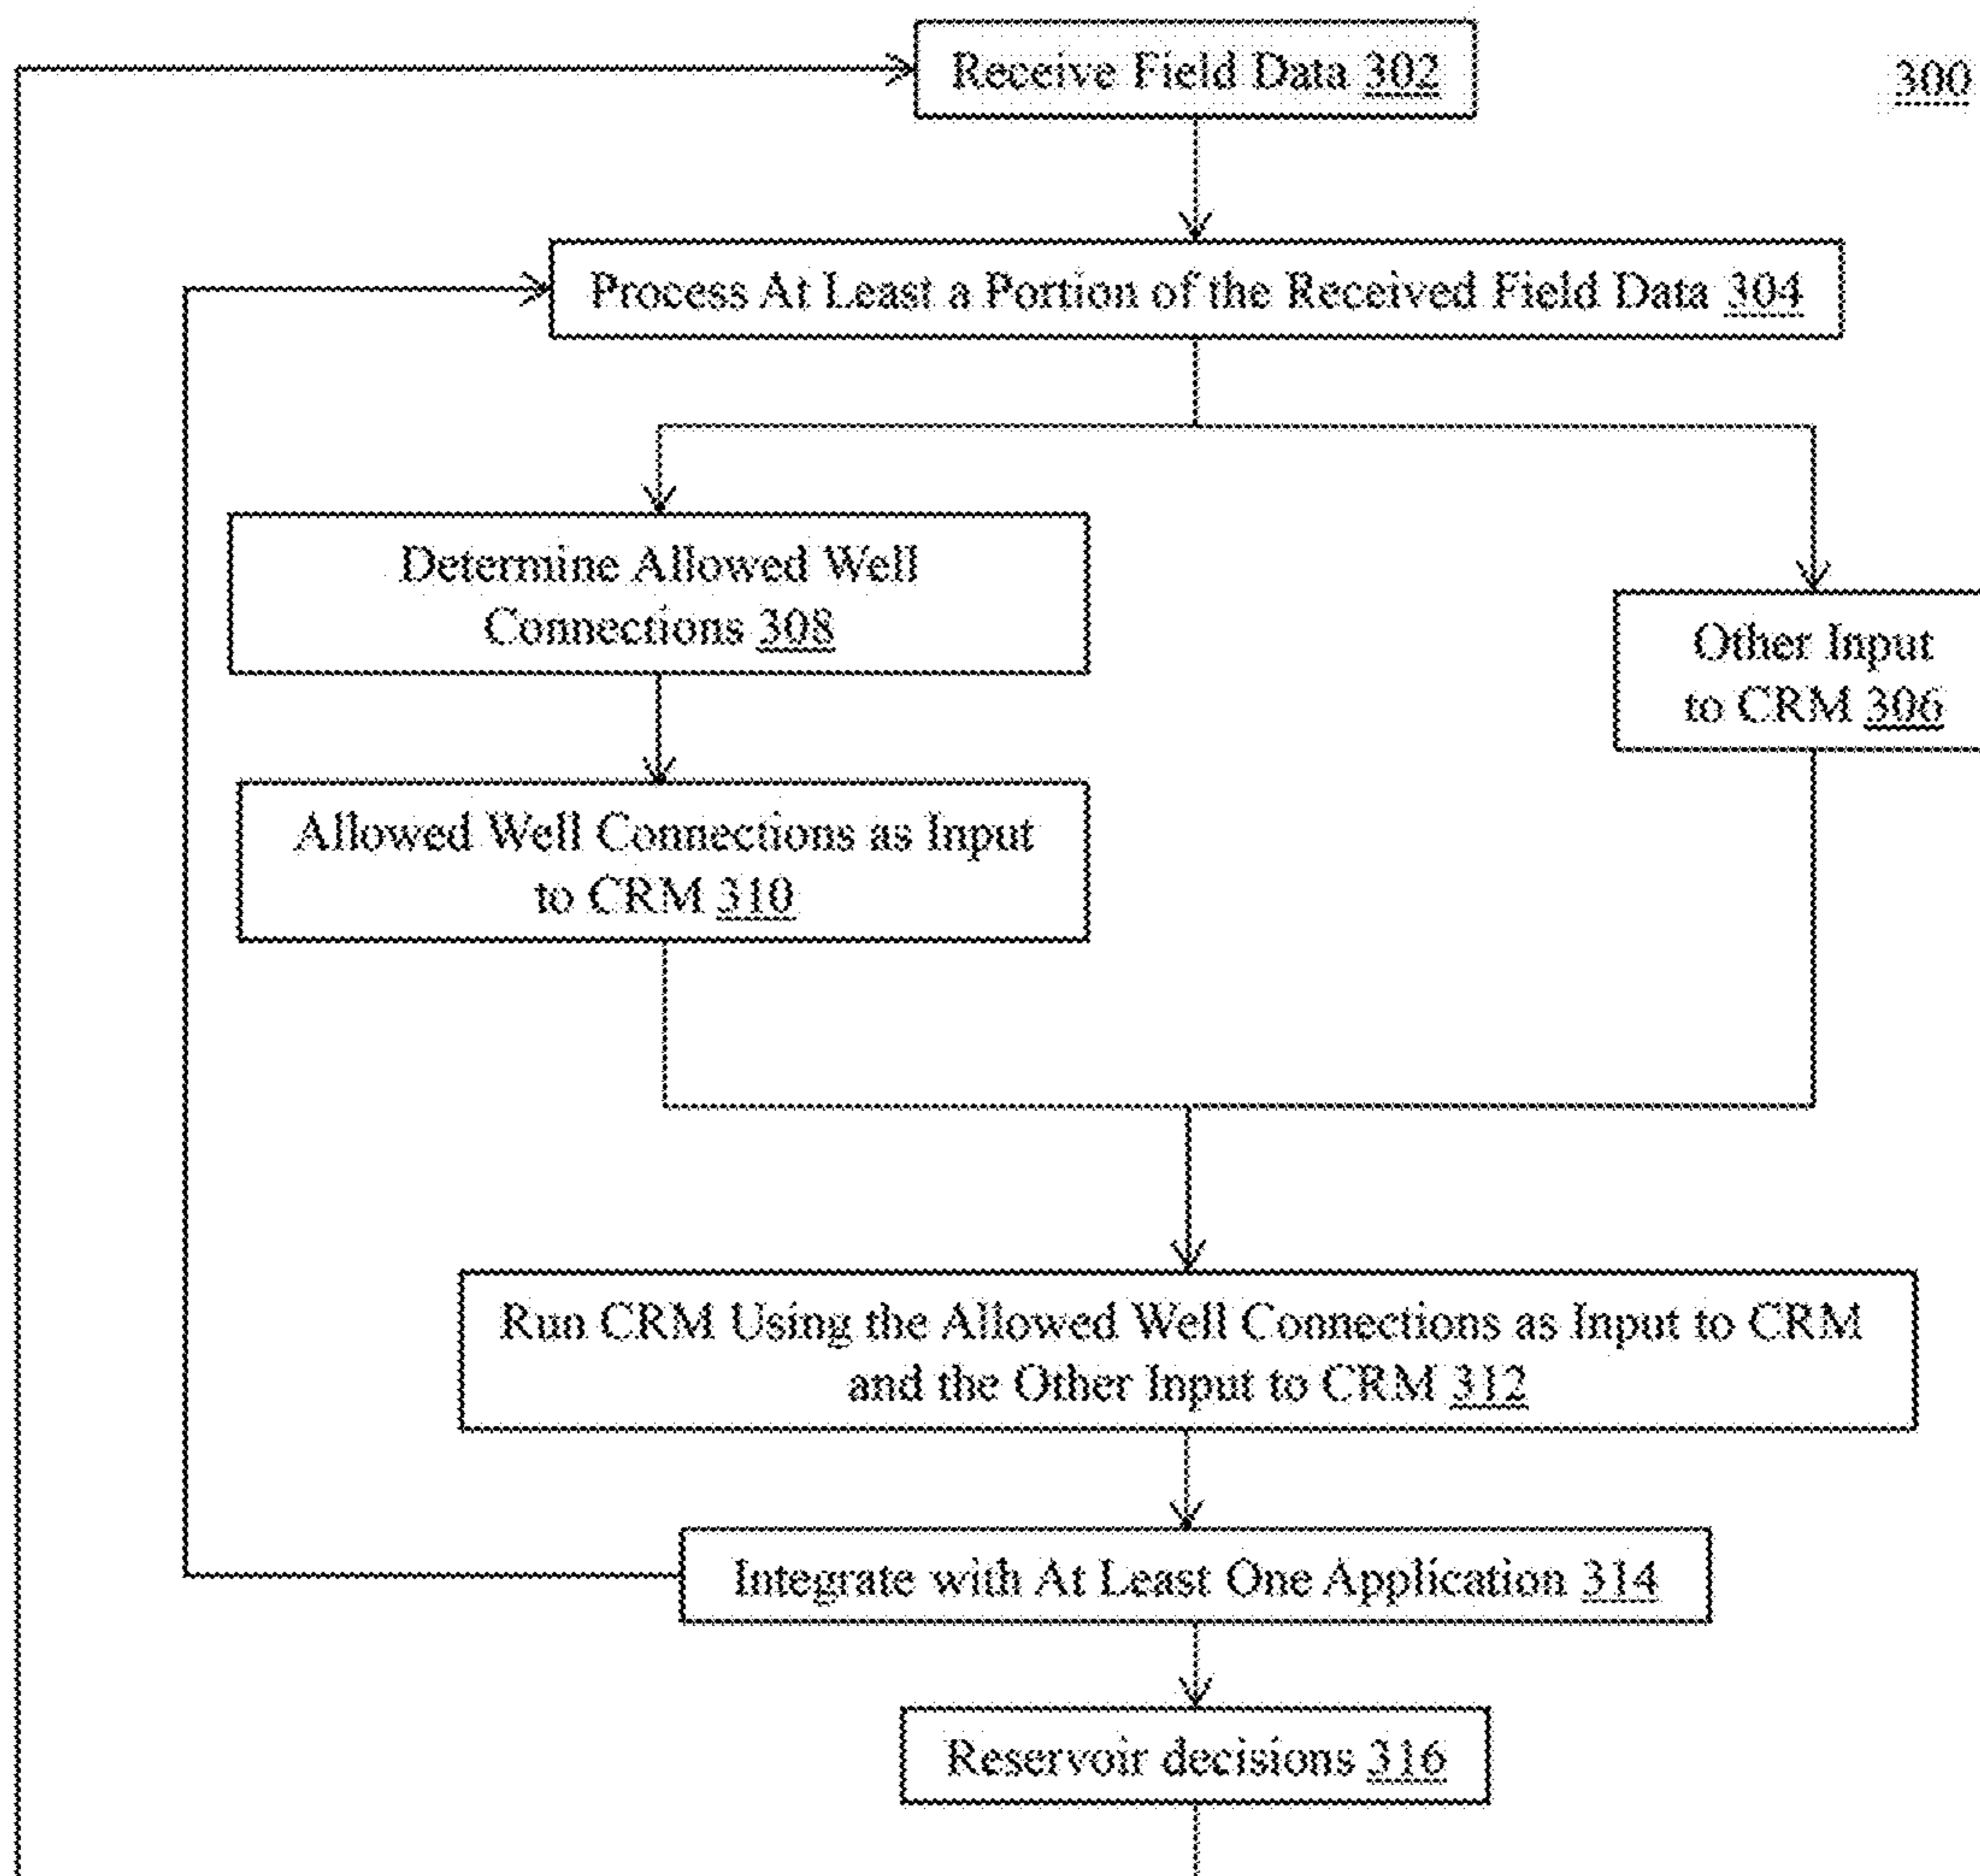 Receive Field Data 302
300
Process At Least a Portion of the Received Field Data 304
Determine Allowed Well
Connections 308
Other Input
to CRM 306
Allowed Well Connections as Input
to CRM 310
Run CRM Using the Allowed Well Connections as Input to CRM
and the Other Input to CRM 312
Integrate with At Least One Application 314
Reservoir decisions 316